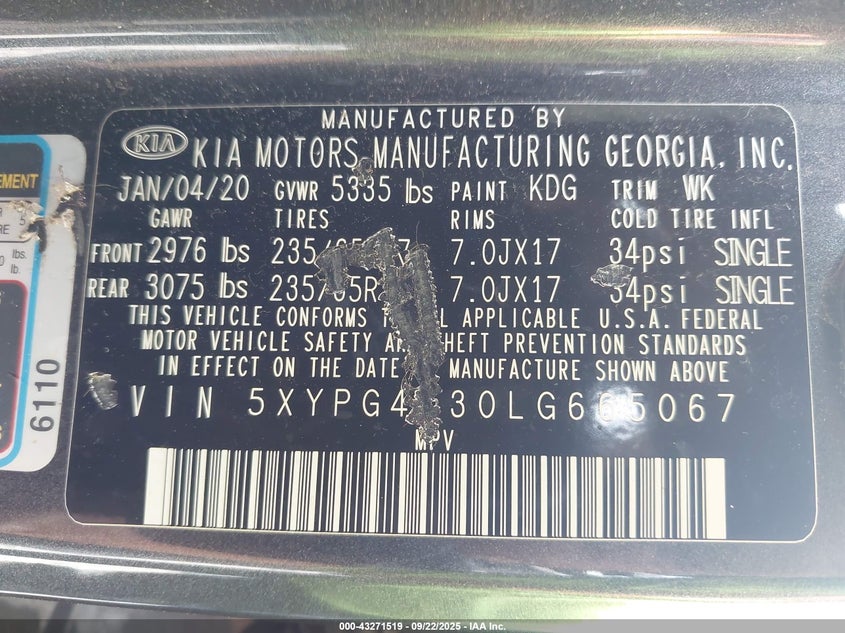 MANUFACTURED BY
KIA KIA MOTORS MANUFACTURING GEORGIA, INC.
JAN/04/20 GVWR 5335 lbs PAINT KDG TRIM WK
GAWR TIRES RIMS COLD TIRE INFL
FRONT 2976 lbs 7.0JX17 34psi SINGLE
REAR 3075 lbs 7.0JX17 34psi SINGLE
THIS VEHICLE CONFORMS APPLICABLE U.S.A. FEDERAL
MOTOR VEHICLE SAFETY AND THEFT PREVENTION STANDARDS
IN EFFECT ON THE DATE MANUFACTURE SHOWN ABOVE
VIN
MPV
6110
000-43271519 - 09/22/2025 - IAA Inc.